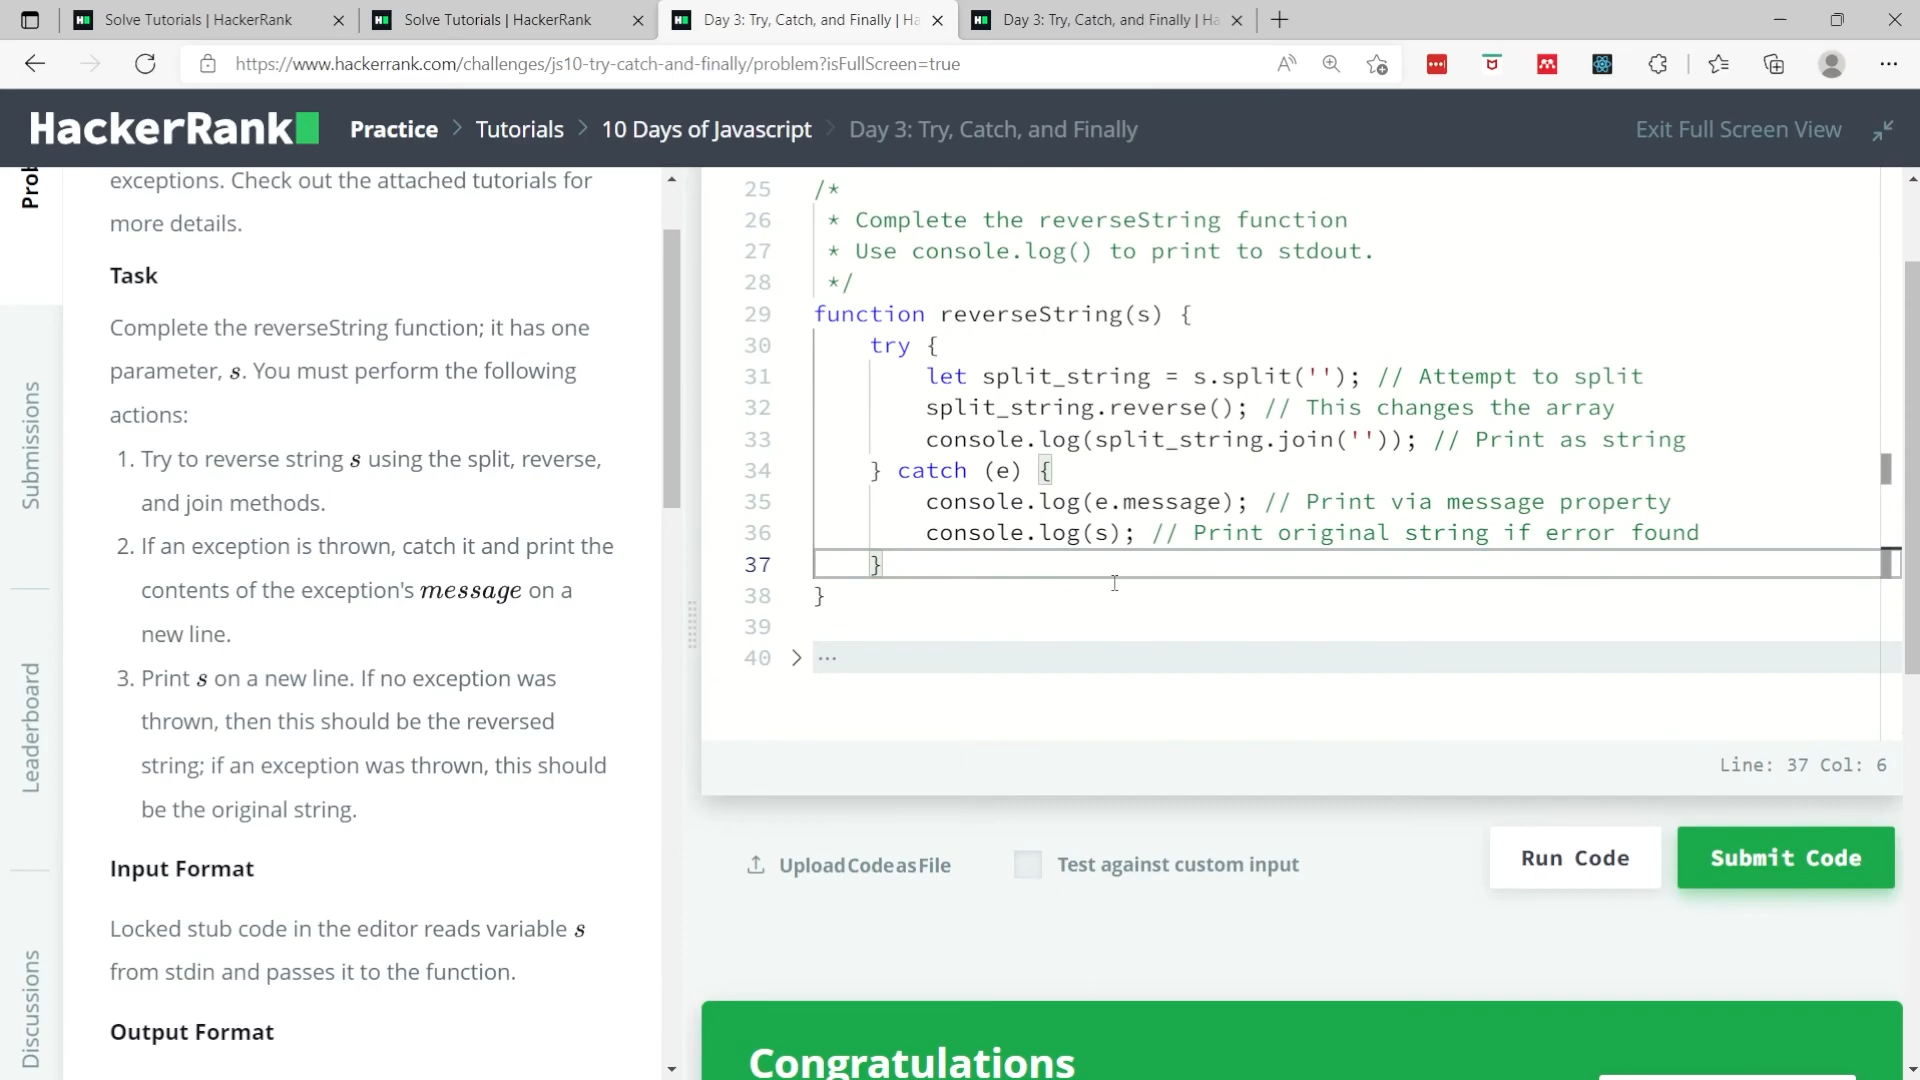 Solve Tutorials | HackerRank
Solve Tutorials | HackerRank
Day 3: Try, Catch, and Finally | Ha
Day 3: Try, Catch, and Finally | Ha
https://www.hackerrank.com/challenges/js10-try-catch-and-finally/problem?isFullScreen=true
HackerRank
Practice > Tutorials > 10 Days of Javascript > Day 3: Try, Catch, and Finally
Exit Full Screen View
Prob
Submissions
Leaderboard
Discussions
exceptions. Check out the attached tutorials for
more details.
Task
Complete the reverseString function; it has one
parameter, s. You must perform the following
actions:
1. Try to reverse string s using the split, reverse,
and join methods.
2. If an exception is thrown, catch it and print the
contents of the exception's message on a
new line.
3. Print s on a new line. If no exception was
thrown, then this should be the reversed
string; if an exception was thrown, this should
be the original string.
Input Format
Locked stub code in the editor reads variable s
from stdin and passes it to the function.
Output Format
25 /*
26 * Complete the reverseString function
27 * Use console.log() to print to stdout.
28 */
29 function reverseString(s) {
30 try {
31 let split_string = s.split(''); // Attempt to split
32 split_string.reverse(); // This changes the array
33 console.log(split_string.join('')); // Print as string
34 } catch (e) {
35 console.log(e.message); // Print via message property
36 console.log(s); // Print original string if error found
37 }
38 }
39
40 > ...
Line: 37 Col: 6
Upload Code as File
Test against custom input
Run Code
Submit Code
Congratulations